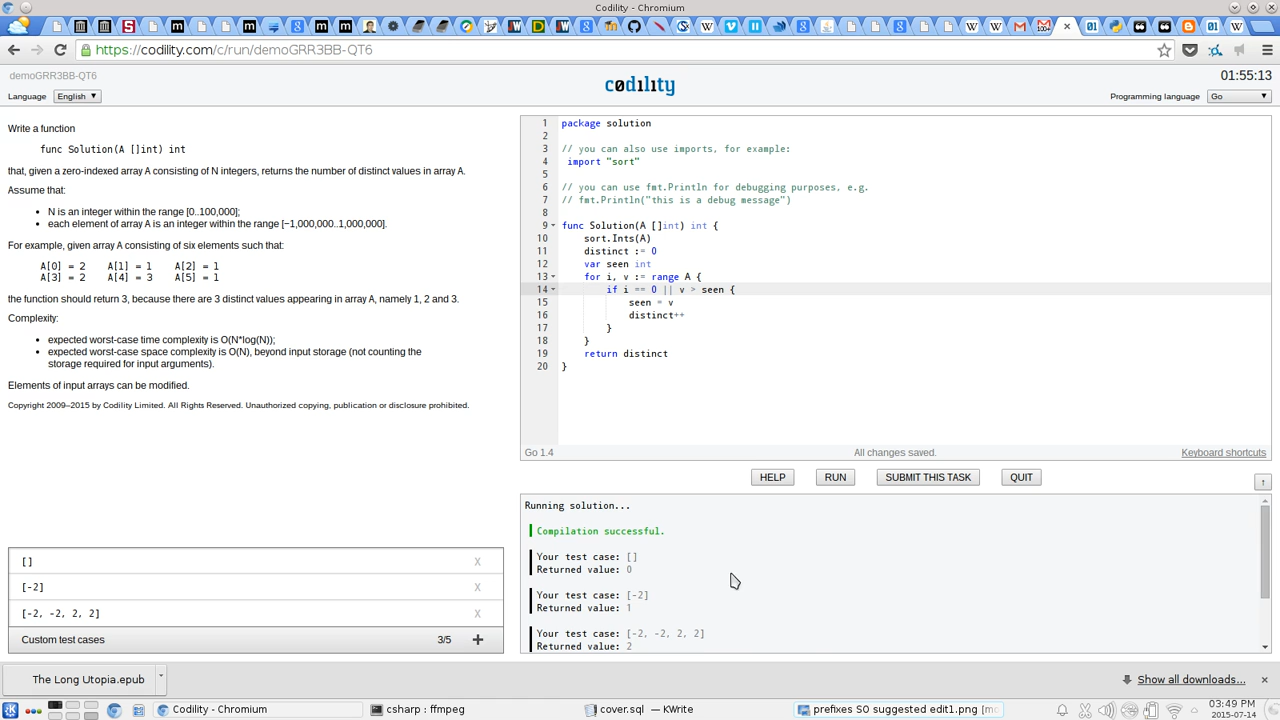 Codility - Chromium
100+
01
01
https://codility.com/c/run/demoGRR3BB-QT6
demoGRR3BB-QT6
codility
01:55:13
Language English
Programming language Go
Write a function
func Solution(A []int) int
that, given a zero-indexed array A consisting of N integers, returns the number of distinct values in array A.
Assume that:
• N is an integer within the range [0..100,000];
• each element of array A is an integer within the range [−1,000,000..1,000,000].
For example, given array A consisting of six elements such that:
A[0] = 2 A[1] = 1 A[2] = 1
A[3] = 2 A[4] = 3 A[5] = 1
the function should return 3, because there are 3 distinct values appearing in array A, namely 1, 2 and 3.
Complexity:
• expected worst-case time complexity is O(N*log(N));
• expected worst-case space complexity is O(N), beyond input storage (not counting the
storage required for input arguments).
Elements of input arrays can be modified.
Copyright 2009–2015 by Codility Limited. All Rights Reserved. Unauthorized copying, publication or disclosure prohibited.
[] X
[-2] X
[-2, -2, 2, 2] X
Custom test cases 3/5 +
1 package solution
2
3 // you can also use imports, for example:
4 import "sort"
5
6 // you can use fmt.Println for debugging purposes, e.g.
7 // fmt.Println("this is a debug message")
8
9 func Solution(A []int) int {
10 sort.Ints(A)
11 distinct := 0
12 var seen int
13 for i, v := range A {
14 if i == 0 || v > seen {
15 seen = v
16 distinct++
17 }
18 }
19 return distinct
20 }
Go 1.4
All changes saved.
Keyboard shortcuts
HELP
RUN
SUBMIT THIS TASK
QUIT
↑
Running solution...
Compilation successful.
Your test case: []
Returned value: 0
Your test case: [-2]
Returned value: 1
Your test case: [-2, -2, 2, 2]
Returned value: 2
The Long Utopia.epub
Show all downloads...
Codility - Chromium
csharp : ffmpeg
cover.sql — KWrite
prefixes SO suggested edit1.png [mo
03:49 PM
2015-07-14